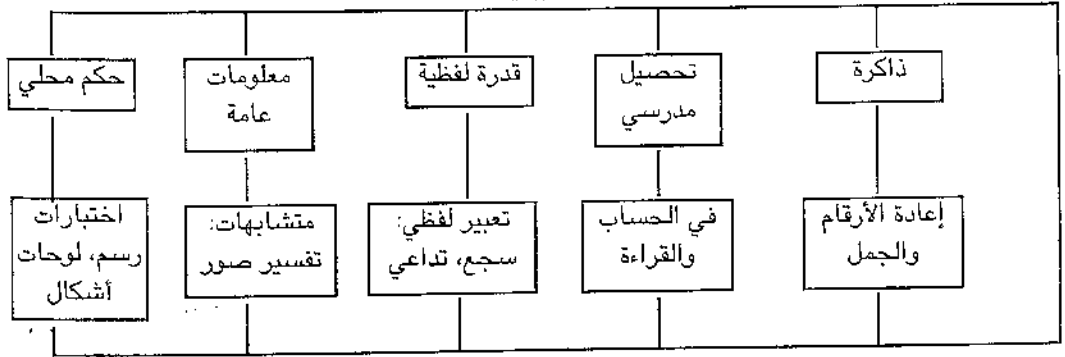 ذاكرة
تحصيل
مدرسي
قدرة لفظية
معلومات
عامة
حكم محلي
إعادة الأرقام
والجمل
في الحساب
والقراءة
تعبير لفظي:
سجع، تداعي
متشابهات:
تفسير صور
اختبارات
رسم، لوحات
أشكال